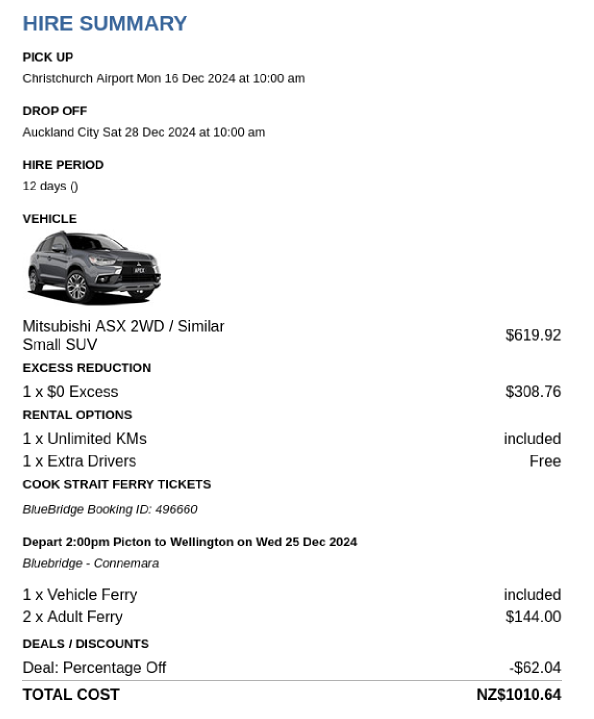 HIRE SUMMARY
PICK UP
Christchurch Airport Mon 16 Dec 2024 at 10:00 am
DROP OFF
Auckland City Sat 28 Dec 2024 at 10:00 am
HIRE PERIOD
12 days ()
VEHICLE
APEX
Mitsubishi ASX 2WD / Similar
Small SUV $619.92
EXCESS REDUCTION
1 x $0 Excess $308.76
RENTAL OPTIONS
1 x Unlimited KMs included
1 x Extra Drivers Free
COOK STRAIT FERRY TICKETS
BlueBridge Booking ID: 496660
Depart 2:00pm Picton to Wellington on Wed 25 Dec 2024
Bluebridge - Connemara
1 x Vehicle Ferry included
2 x Adult Ferry $144.00
DEALS / DISCOUNTS
Deal: Percentage Off -$62.04
TOTAL COST NZ$1010.64